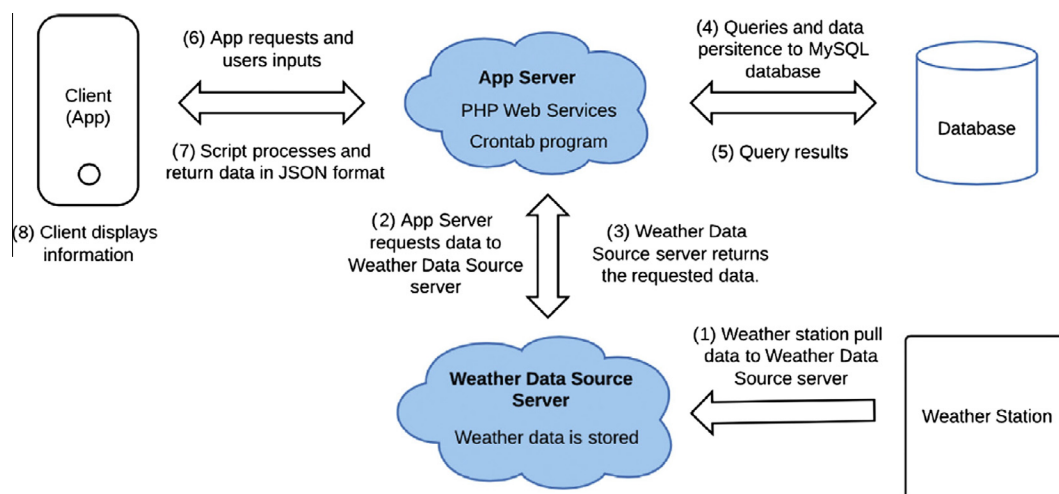 (6) App requests and
users inputs
(4) Queries and data
persitence to MySQL
database
Client
(App)
App Server
PHP Web Services
Crontab program
Database
(7) Script processes and
return data in JSON format
(5) Query results
(8) Client displays
information
(2) App Server
requests data to
Weather Data Source
server
(3) Weather Data
Source server returns
the requested data.
(1) Weather station pull
data to Weather Data
Source server
Weather Data Source
Server
Weather data is stored
Weather Station